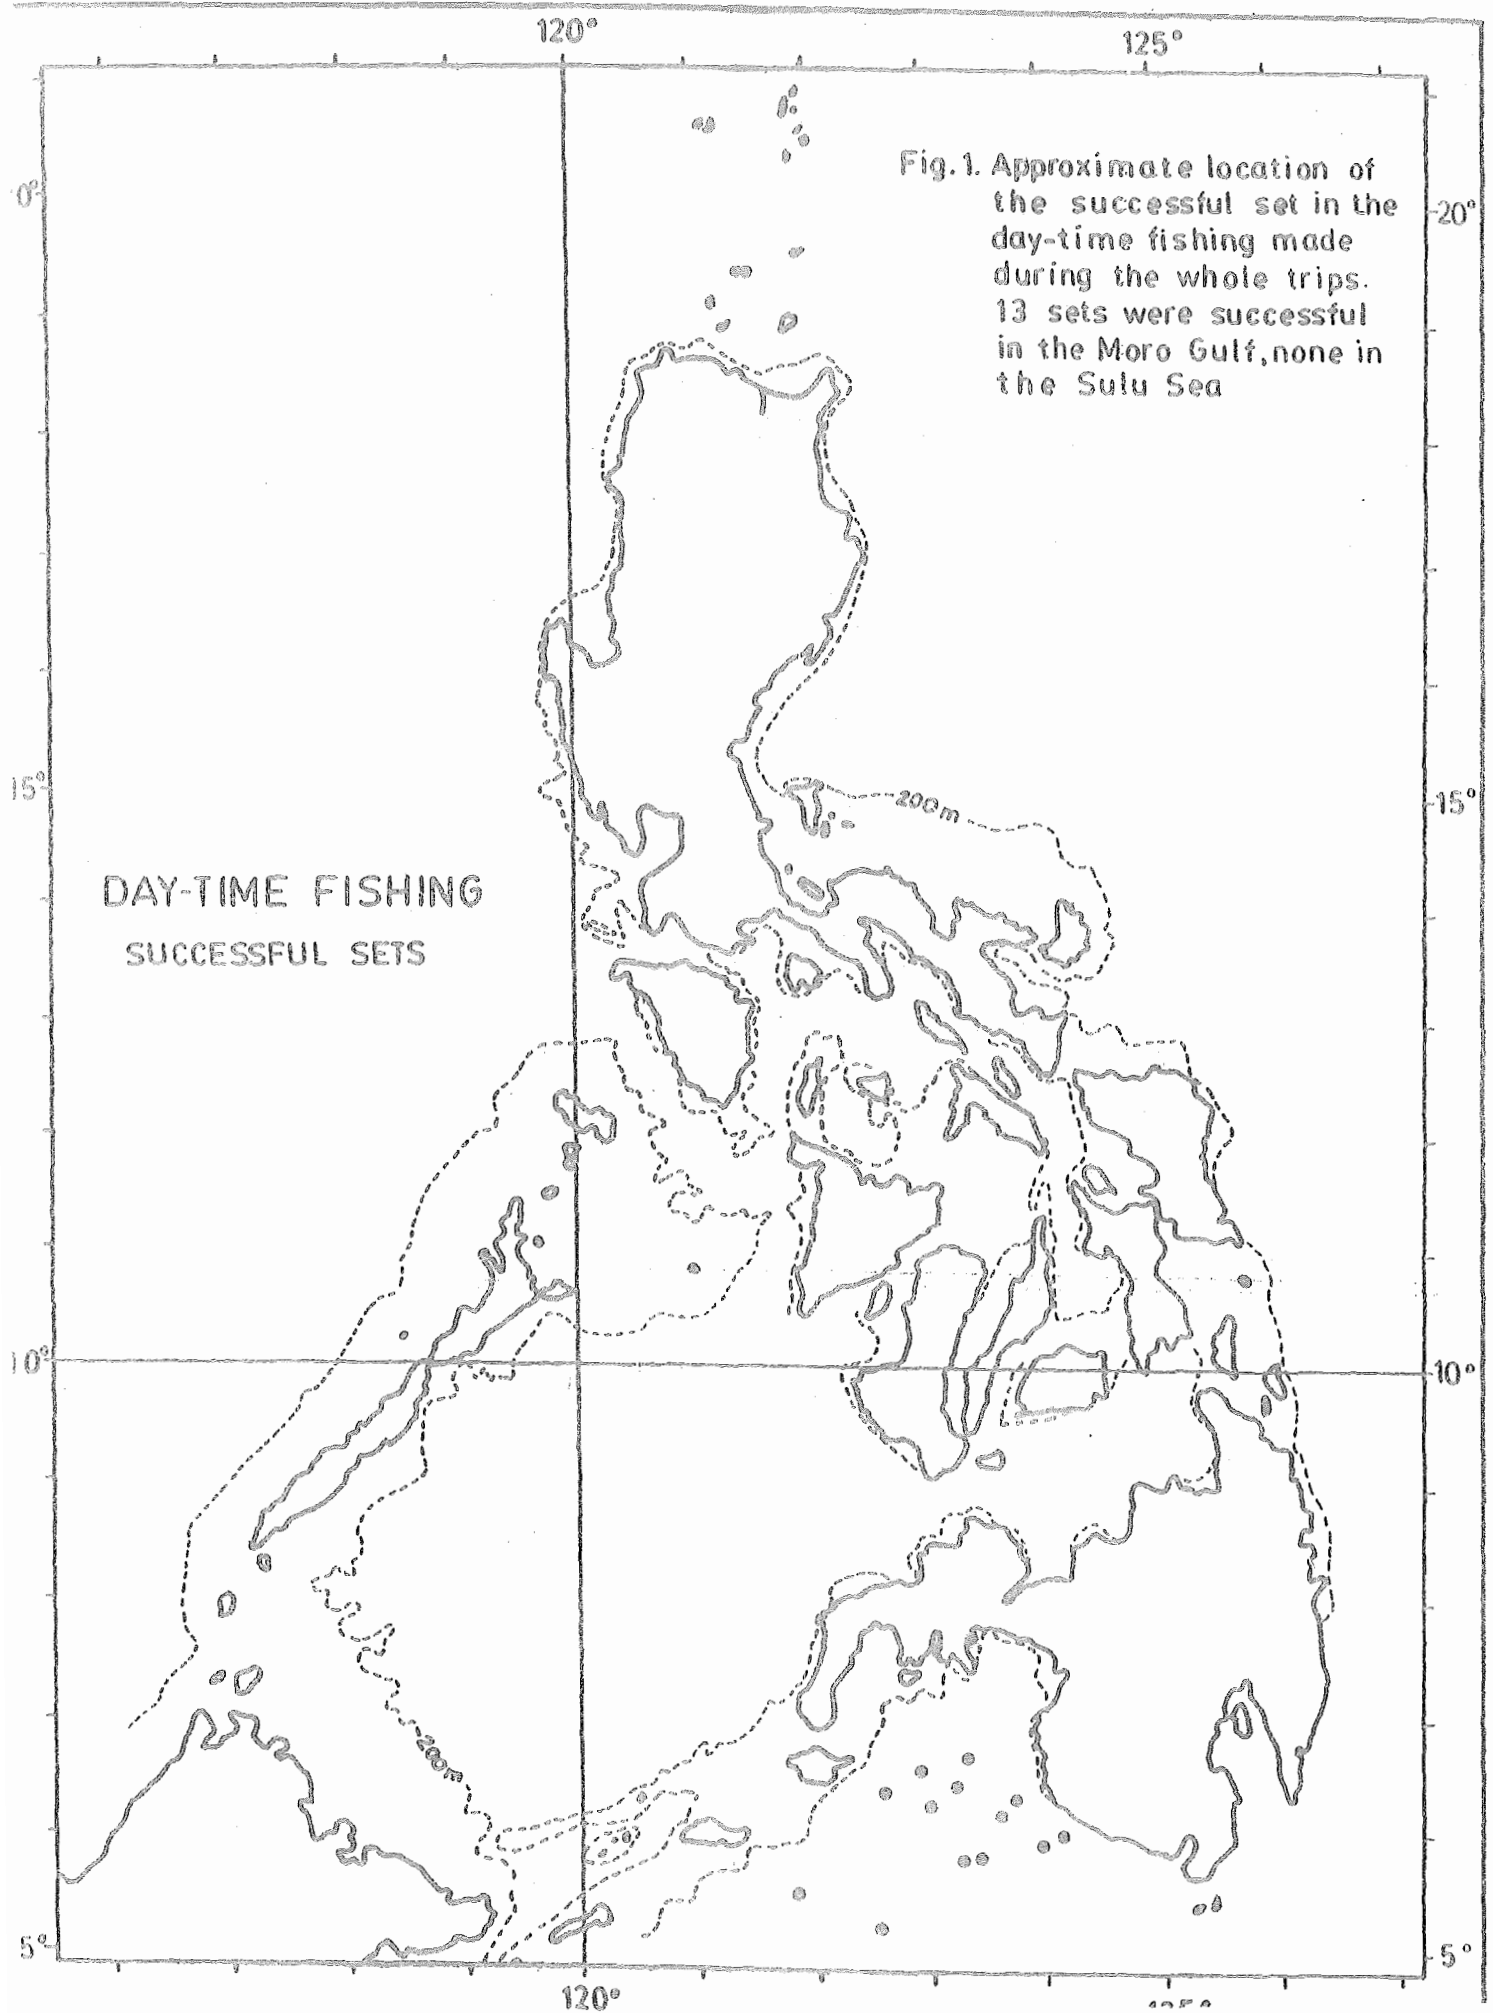 120°
125°
Fig.1. Approximate location of
the successful set in the
day-time fishing made
during the whole trips.
13 sets were successful
in the Moro Gulf, none in
the Sulu Sea
0°
20°
15°
200m
15°
DAY-TIME FISHING
SUCCESSFUL SETS
10°
10°
200m
5°
5°
120°